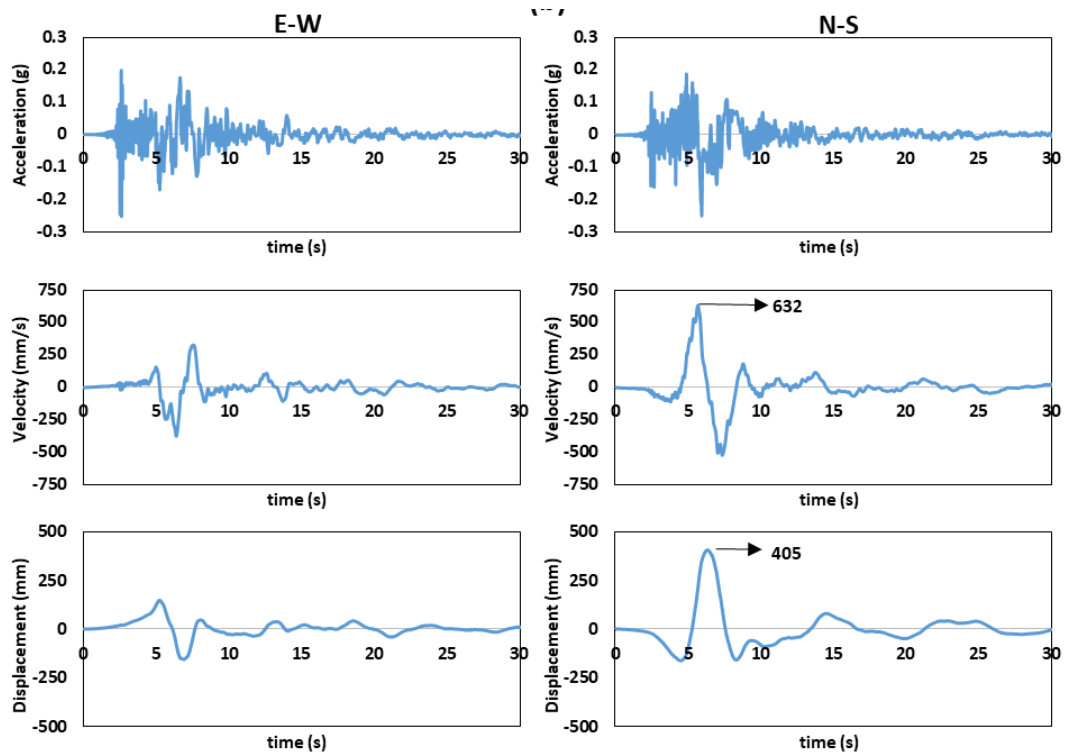 E-W
Acceleration (g)
0.3
0.2
0.1
0
-0.1
-0.2
-0.3
0 5 10 15 20 25 30
time (s)
N-S
Acceleration (g)
0.3
0.2
0.1
0
-0.1
-0.2
-0.3
0 5 10 15 20 25 30
time (s)
Velocity (mm/s)
750
500
250
0
-250
-500
-750
0 5 10 15 20 25 30
time (s)
Velocity (mm/s)
750
500
250
0
-250
-500
-750
632
0 5 10 15 20 25 30
time (s)
Displacement (mm)
500
250
0
-250
-500
0 5 10 15 20 25 30
time (s)
Displacement (mm)
500
250
0
-250
-500
405
0 5 10 15 20 25 30
time (s)